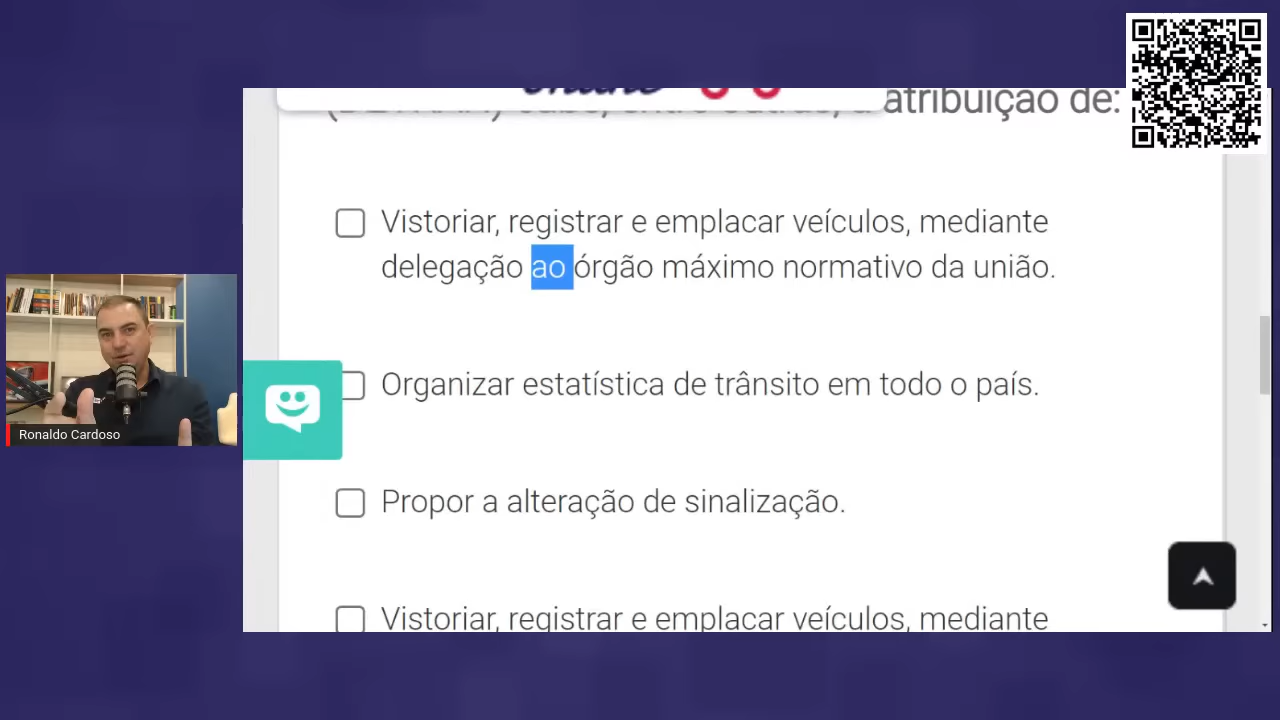 atribuição de:
Vistoriar, registrar e emplacar veículos, mediante
delegação ao órgão máximo normativo da união.
Organizar estatística de trânsito em todo o país.
Ronaldo Cardoso
Propor a alteração de sinalização.
Vistoriar, registrar e emplacar veículos, mediante